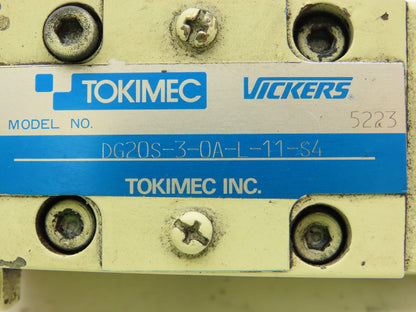 TOKIMEC VICKERS
MODEL NO. 5223
DG20S-3-0A-L-11-S4
TOKIMEC INC.